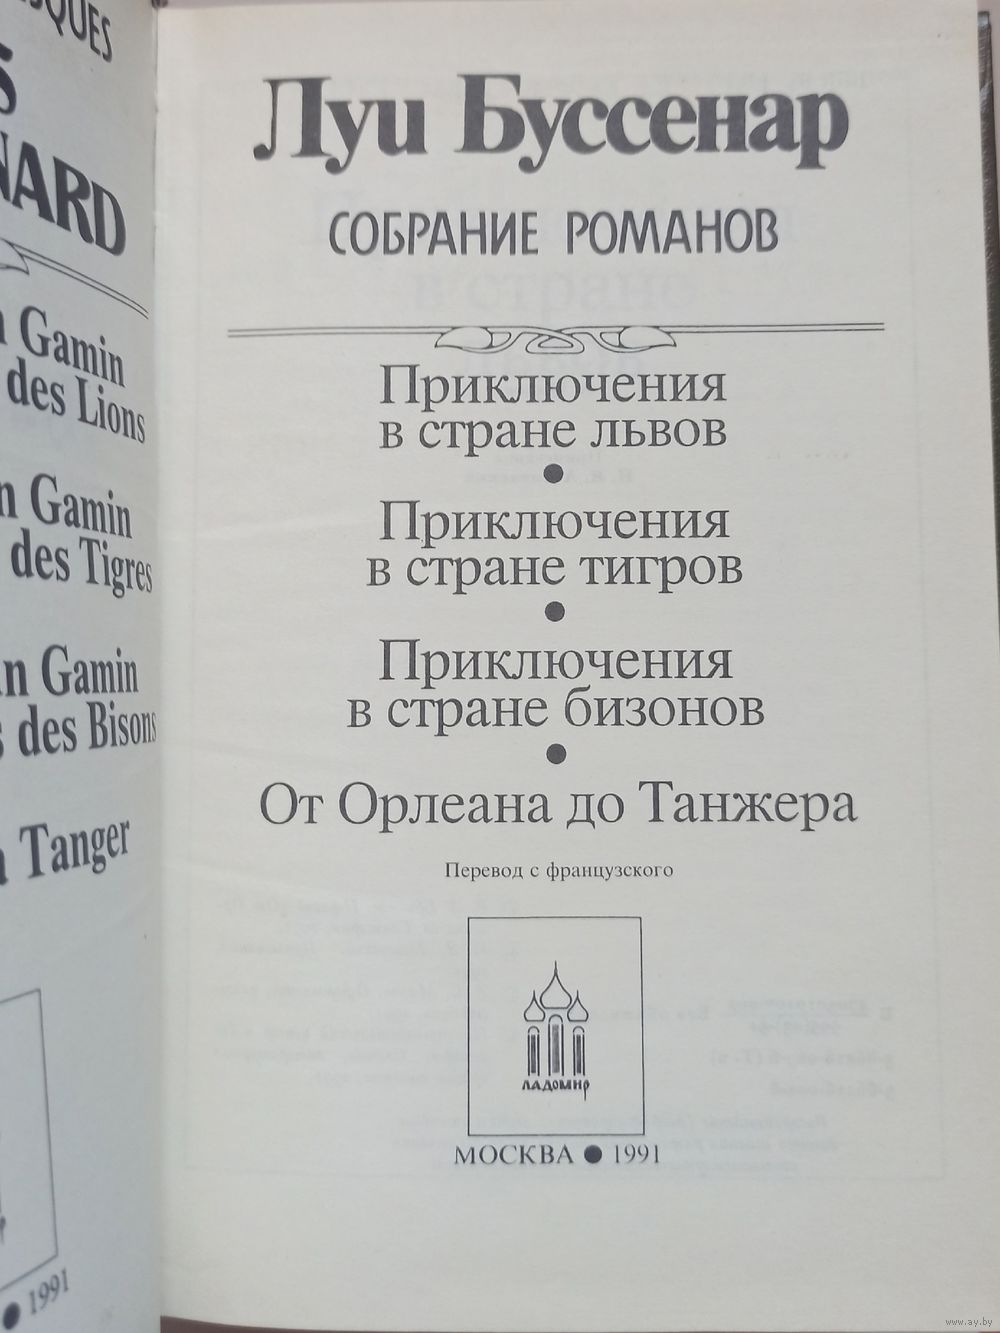 NARD
Gamin
des Lions
Gamin
des Tigres
Gamin
des Bisons
Tanger
● 1991
Луи Буссенар
СОБРАНИЕ РОМАНОВ
Приключения
в стране львов
●
Приключения
в стране тигров
●
Приключения
в стране бизонов
●
От Орлеана до Танжера
Перевод с французского
ЛАДОМИР
МОСКВА ● 1991
www.ay.by